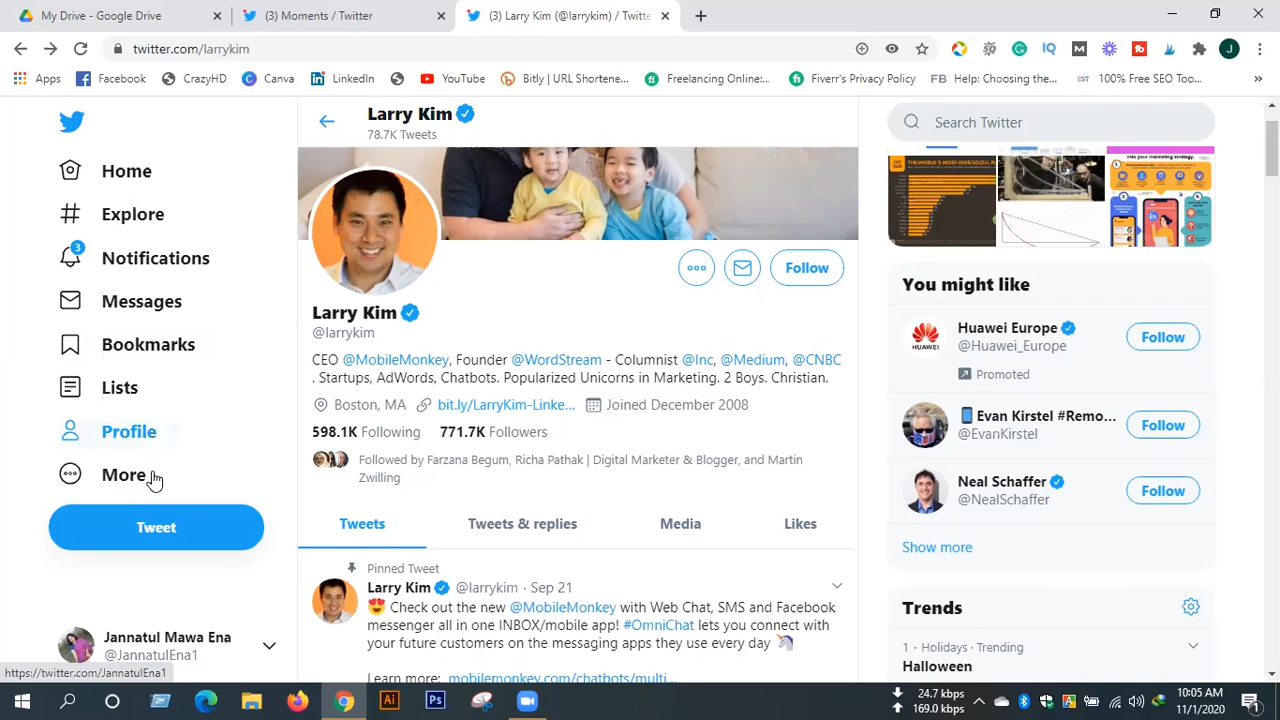 My Drive - Google Drive
(3) Moments / Twitter
(3) Larry Kim (@larrykim) / Twitte
twitter.com/larrykim
Apps
Facebook
CrazyHD
Canva
LinkedIn
YouTube
Bitly | URL Shortene...
Freelancing Online:...
Fiverr's Privacy Policy
FB Help: Choosing the...
SST 100% Free SEO Too...
Home
Explore
3
Notifications
Messages
Bookmarks
Lists
Profile
More
Tweet
Jannatul Mawa Ena
@JannatulEna1
https://twitter.com/JannatulEna1
Larry Kim
78.7K Tweets
Follow
Larry Kim
@larrykim
CEO @MobileMonkey, Founder @WordStream - Columnist @Inc, @Medium, @CNBC
. Startups, AdWords, Chatbots. Popularized Unicorns in Marketing. 2 Boys. Christian.
Boston, MA bit.ly/LarryKim-Linke... Joined December 2008
598.1K Following 771.7K Followers
Followed by Farzana Begum, Richa Pathak | Digital Marketer & Blogger, and Martin
Zwilling
Tweets Tweets & replies Media Likes
Pinned Tweet
Larry Kim @larrykim · Sep 21
😍 Check out the new @MobileMonkey with Web Chat, SMS and Facebook
messenger all in one INBOX/mobile app! #OmniChat lets you connect with
your future customers on the messaging apps they use every day 🦄
Learn more: mobilemonkey.com/chatbots/multi...
Search Twitter
You might like
Huawei Europe
@Huawei_Europe
Promoted
Follow
Evan Kirstel #Remo...
@EvanKirstel
Follow
Neal Schaffer
@NealSchaffer
Follow
Show more
Trends
1 · Holidays · Trending
Halloween
24.7 kbps
169.0 kbps
10:05 AM
11/1/2020